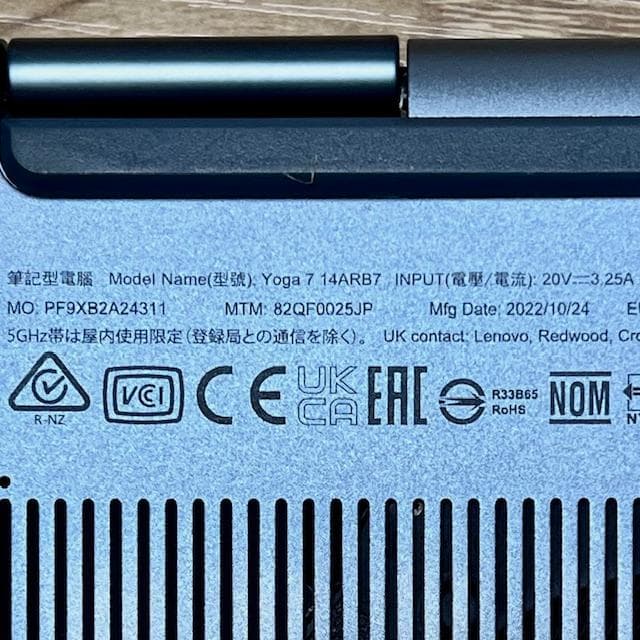 筆記型電腦 Model Name(型號): Yoga 7 14ARB7 INPUT(電壓/電流): 20V⎓3.25A
MO: PF9XB2A24311 MTM: 82QF0025JP Mfg Date: 2022/10/24
5GHz帯は屋内使用限定(登録局との通信を除く)。 UK contact: Lenovo, Redwood, Cro
R-NZ VCCI CE UKCA EAC R33B65 RoHS NOM